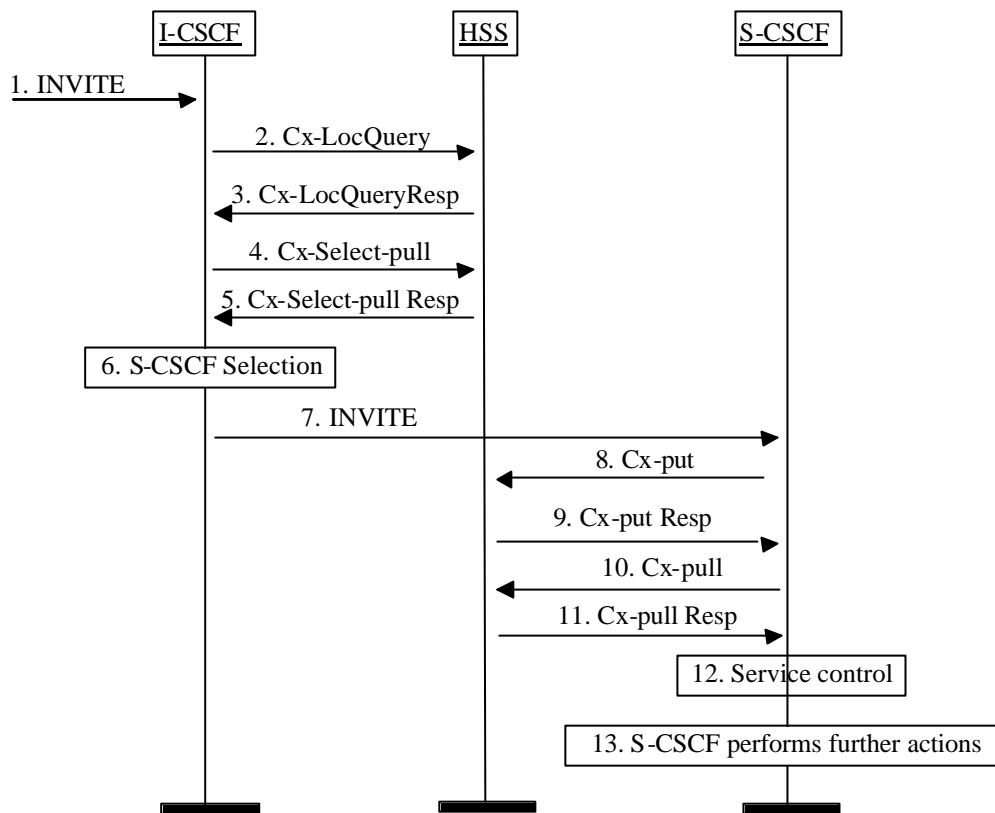 I-CSCF
HSS
S-CSCF
1. INVITE
2. Cx-LocQuery
3. Cx-LocQueryResp
4. Cx-Select-pull
5. Cx-Select-pull Resp
6. S-CSCF Selection
7. INVITE
8. Cx-put
9. Cx-put Resp
10. Cx-pull
11. Cx-pull Resp
12. Service control
13. S-CSCF performs further actions